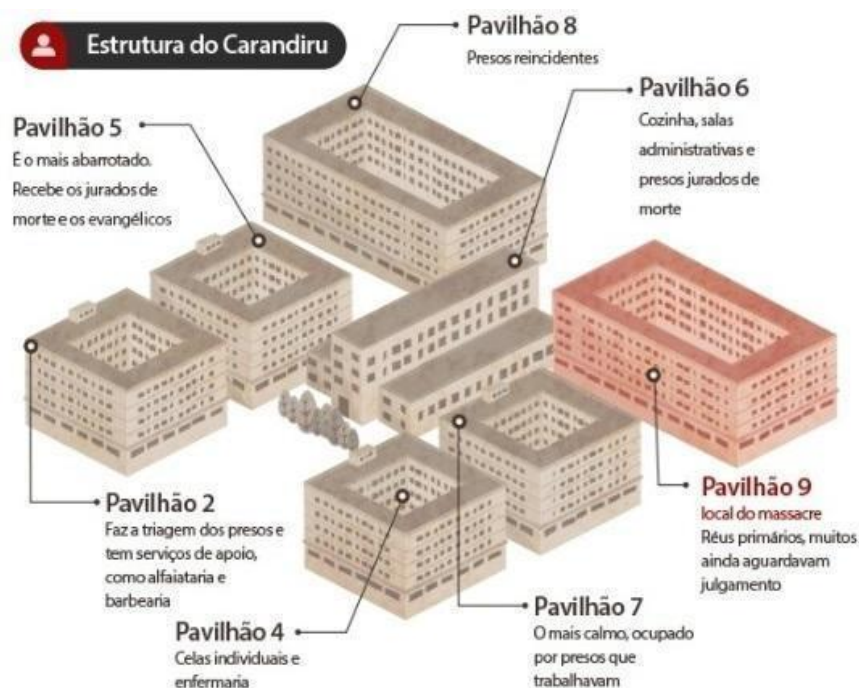 Estrutura do Carandiru
Pavilhão 8
Presos reincidentes
Pavilhão 6
Cozinha, salas
administrativas e
presos jurados de
morte
Pavilhão 5
E o mais abarrotado.
Recebe os jurados de
morte e os evangélicos
Pavilhão 2
Faz a triagem dos presos e
tem serviços de apoio,
como alfaiataria e
barbearia
Pavilhão 4
Celas individuais e
enfermaria
Pavilhão 7
O mais calmo, ocupado
por presos que
trabalhavam
Pavilhão 9
local do massacre
Réus primários, muitos
ainda aguardavam
julgamento